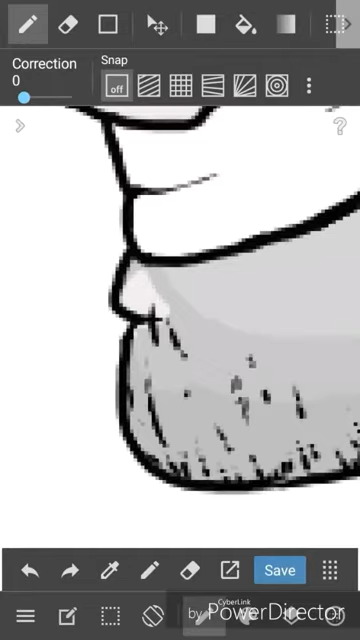 Correction
0
Snap
off
?
Save
CyberLink
by PowerDirector